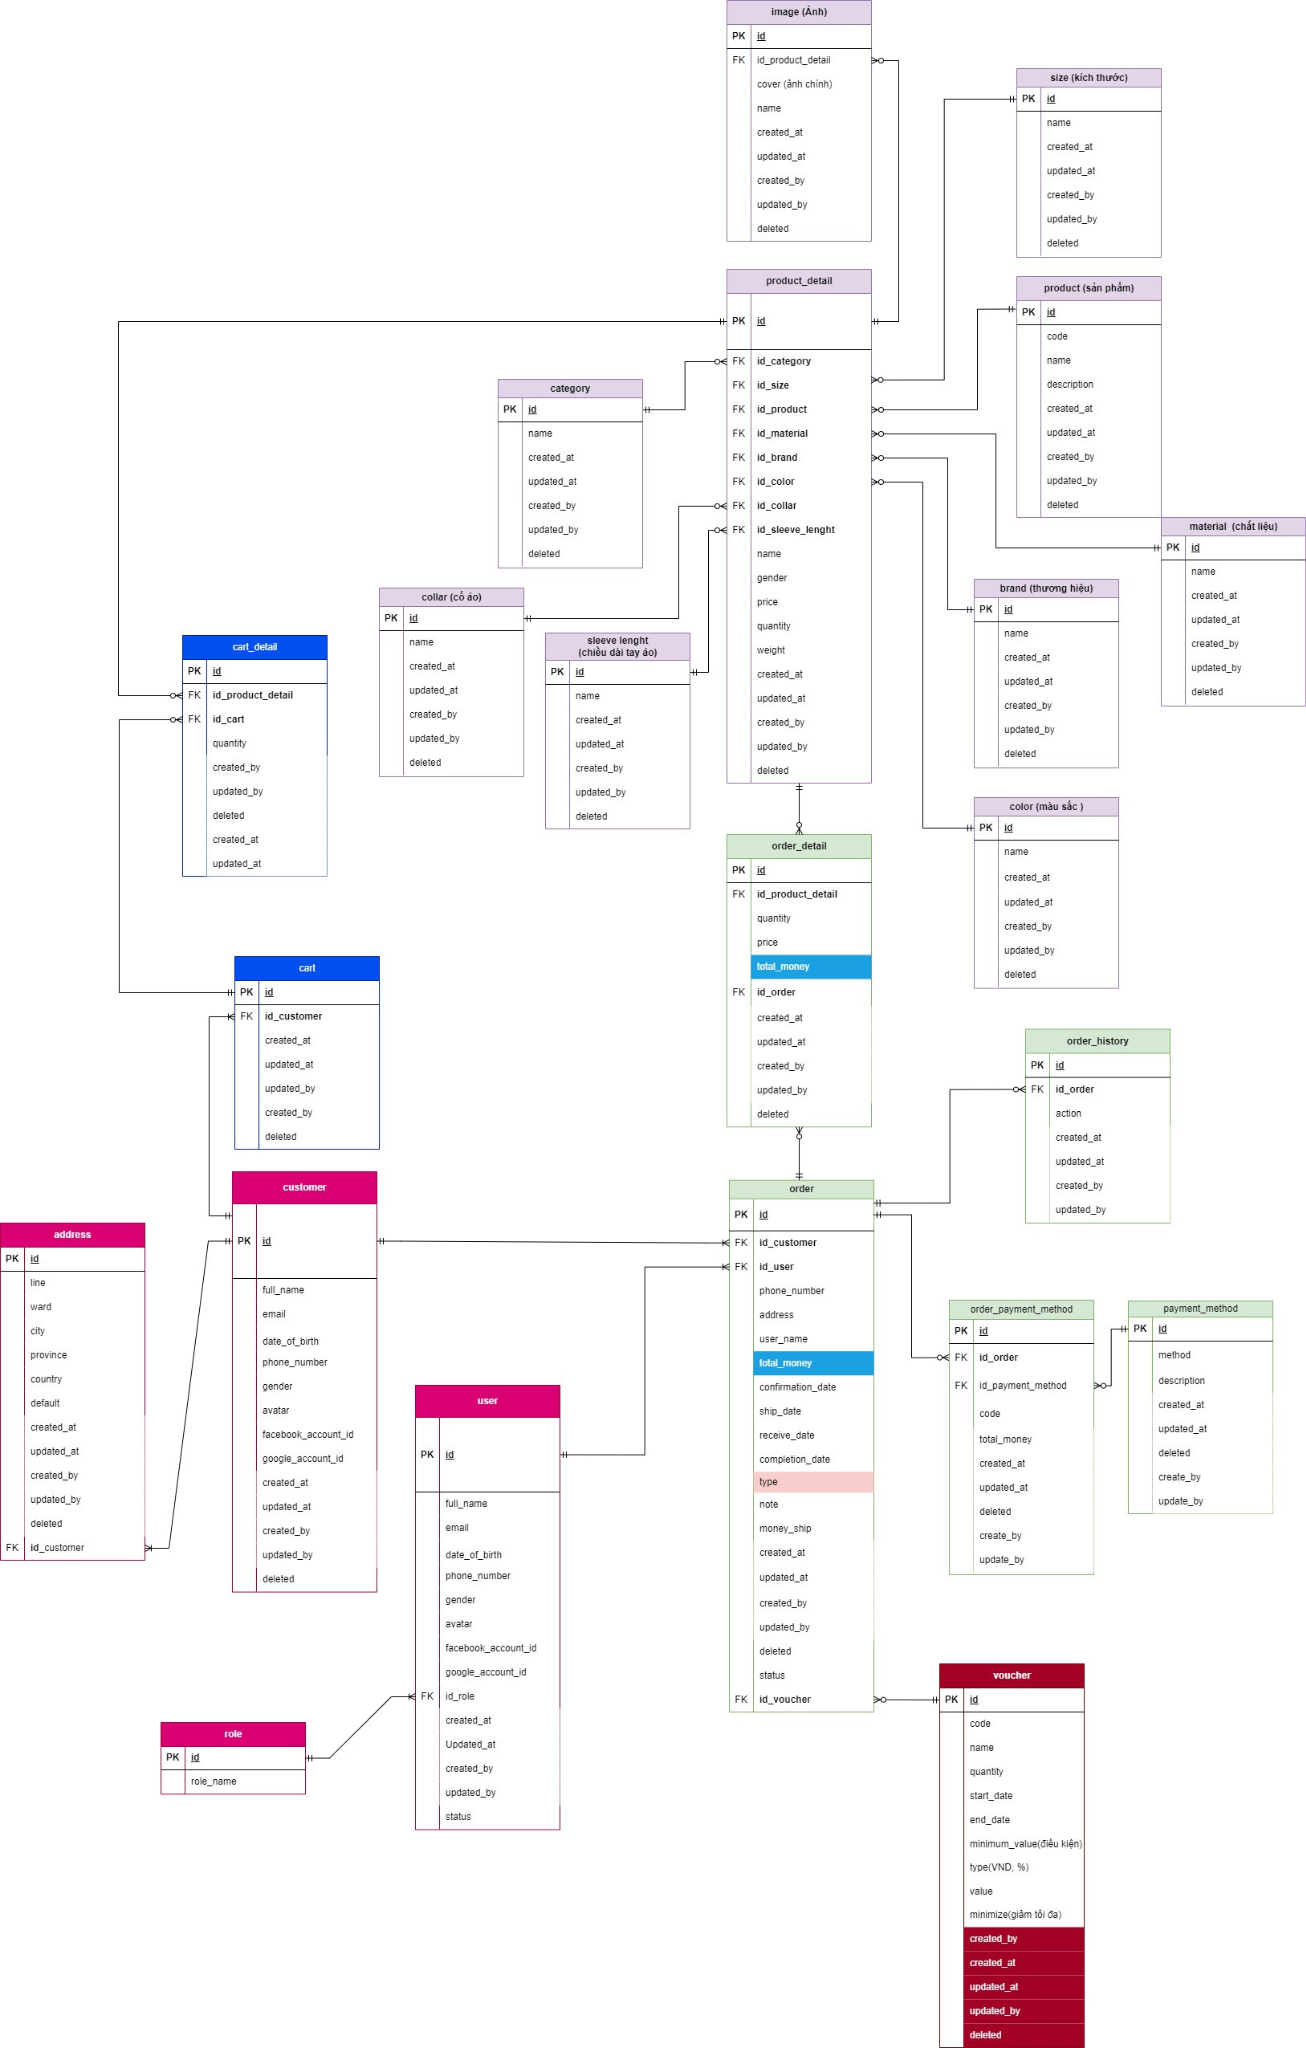 image (Ảnh)
PK id
FK id_product_detail
cover (ảnh chính)
name
created_at
updated_at
created_by
updated_by
deleted
size (kích thước)
PK id
name
created_at
updated_at
created_by
updated_by
deleted
product_detail
PK id
FK id_category
FK id_size
FK id_product
FK id_material
FK id_brand
FK id_color
FK id_collar
FK id_sleeve_lenght
name
gender
price
quantity
weight
created_at
updated_at
created_by
updated_by
deleted
product (sản phẩm)
PK id
code
name
description
created_at
updated_at
created_by
updated_by
deleted
category
PK id
name
created_at
updated_at
created_by
updated_by
deleted
material (chất liệu)
PK id
name
created_at
updated_at
created_by
updated_by
deleted
brand (thương hiệu)
PK id
name
created_at
updated_at
created_by
updated_by
deleted
collar (cổ áo)
PK id
name
created_at
updated_at
created_by
updated_by
deleted
sleeve lenght
(chiều dài tay áo)
PK id
name
created_at
updated_at
created_by
updated_by
deleted
cart_detail
PK id
FK id_product_detail
FK id_cart
quantity
created_by
updated_by
deleted
created_at
updated_at
color (màu sắc )
PK id
name
created_at
updated_at
created_by
updated_by
deleted
order_detail
PK id
FK id_product_detail
quantity
price
total_money
FK id_order
created_at
updated_at
created_by
updated_by
deleted
cart
PK id
FK id_customer
created_at
updated_at
updated_by
created_by
deleted
order_history
PK id
FK id_order
action
created_at
updated_at
created_by
updated_by
customer
PK id
full_name
email
date_of_birth
phone_number
gender
avatar
facebook_account_id
google_account_id
created_at
updated_at
created_by
updated_by
deleted
address
PK id
line
ward
city
province
country
default
created_at
updated_at
created_by
updated_by
deleted
FK id_customer
order
PK id
FK id_customer
FK id_user
phone_number
address
user_name
total_money
confirmation_date
ship_date
receive_date
completion_date
type
note
money_ship
created_at
updated_at
created_by
updated_by
deleted
status
FK id_voucher
order_payment_method
PK id
FK id_order
FK id_payment_method
code
total_money
created_at
updated_at
deleted
create_by
update_by
payment_method
PK id
method
description
created_at
updated_at
deleted
create_by
update_by
user
PK id
full_name
email
date_of_birth
phone_number
gender
avatar
facebook_account_id
google_account_id
FK id_role
created_at
Updated_at
created_by
updated_by
status
role
PK id
role_name
voucher
PK id
code
name
quantity
start_date
end_date
minimum_value(điều kiện)
type(VND, %)
value
minimize(giảm tối đa)
created_by
created_at
updated_at
updated_by
deleted